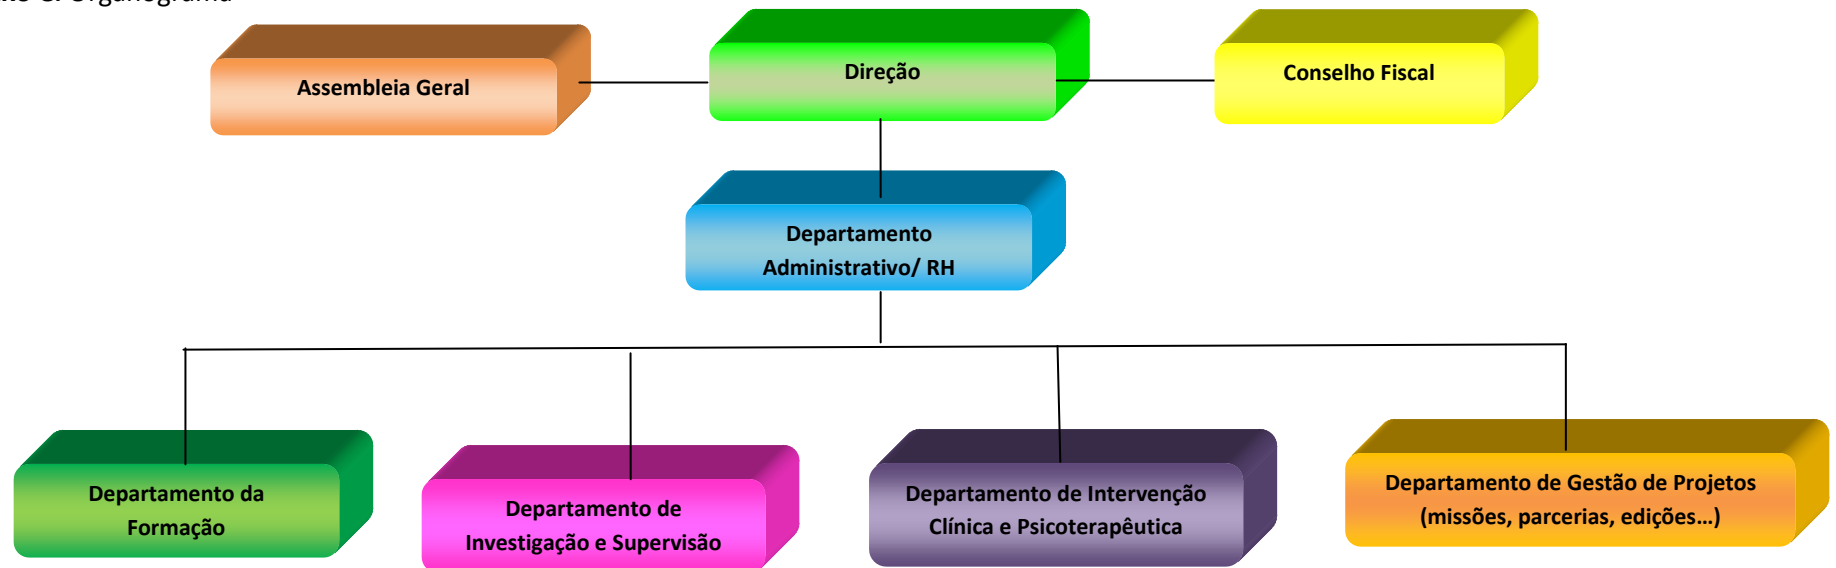 Organograma
Assembleia Geral
Direção
Conselho Fiscal
Departamento
Administrativo/ RH
Departamento da
Formação
Departamento de
Investigação e Supervisão
Departamento de Intervenção
Clínica e Psicoterapêutica
Departamento de Gestão de Projetos
(missões, parcerias, edições…)